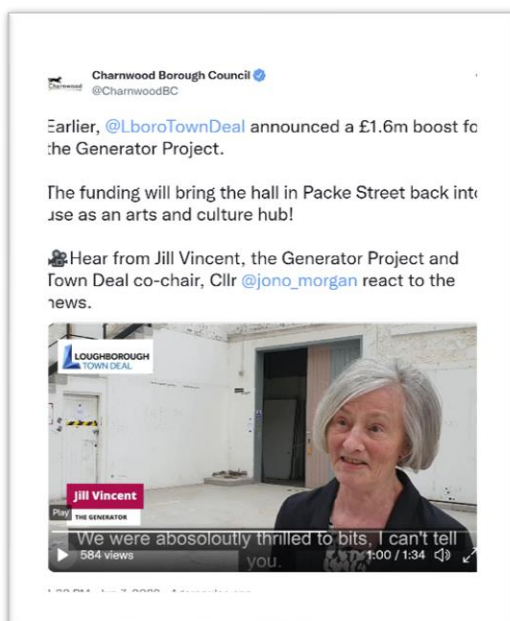 Charnwood
Charnwood Borough Council
@CharnwoodBC
Earlier, @LboroTownDeal announced a £1.6m boost fo
the Generator Project.
The funding will bring the hall in Packe Street back into
use as an arts and culture hub!
Hear from Jill Vincent, the Generator Project and
Town Deal co-chair, Cllr @jono_morgan react to the
news.
LOUGHBOROUGH
TOWN DEAL
Jill Vincent
Play
THE GENERATOR
We were abosoloutly thrilled to bits, I can't tell
you.
584 views
1:00 / 1:34